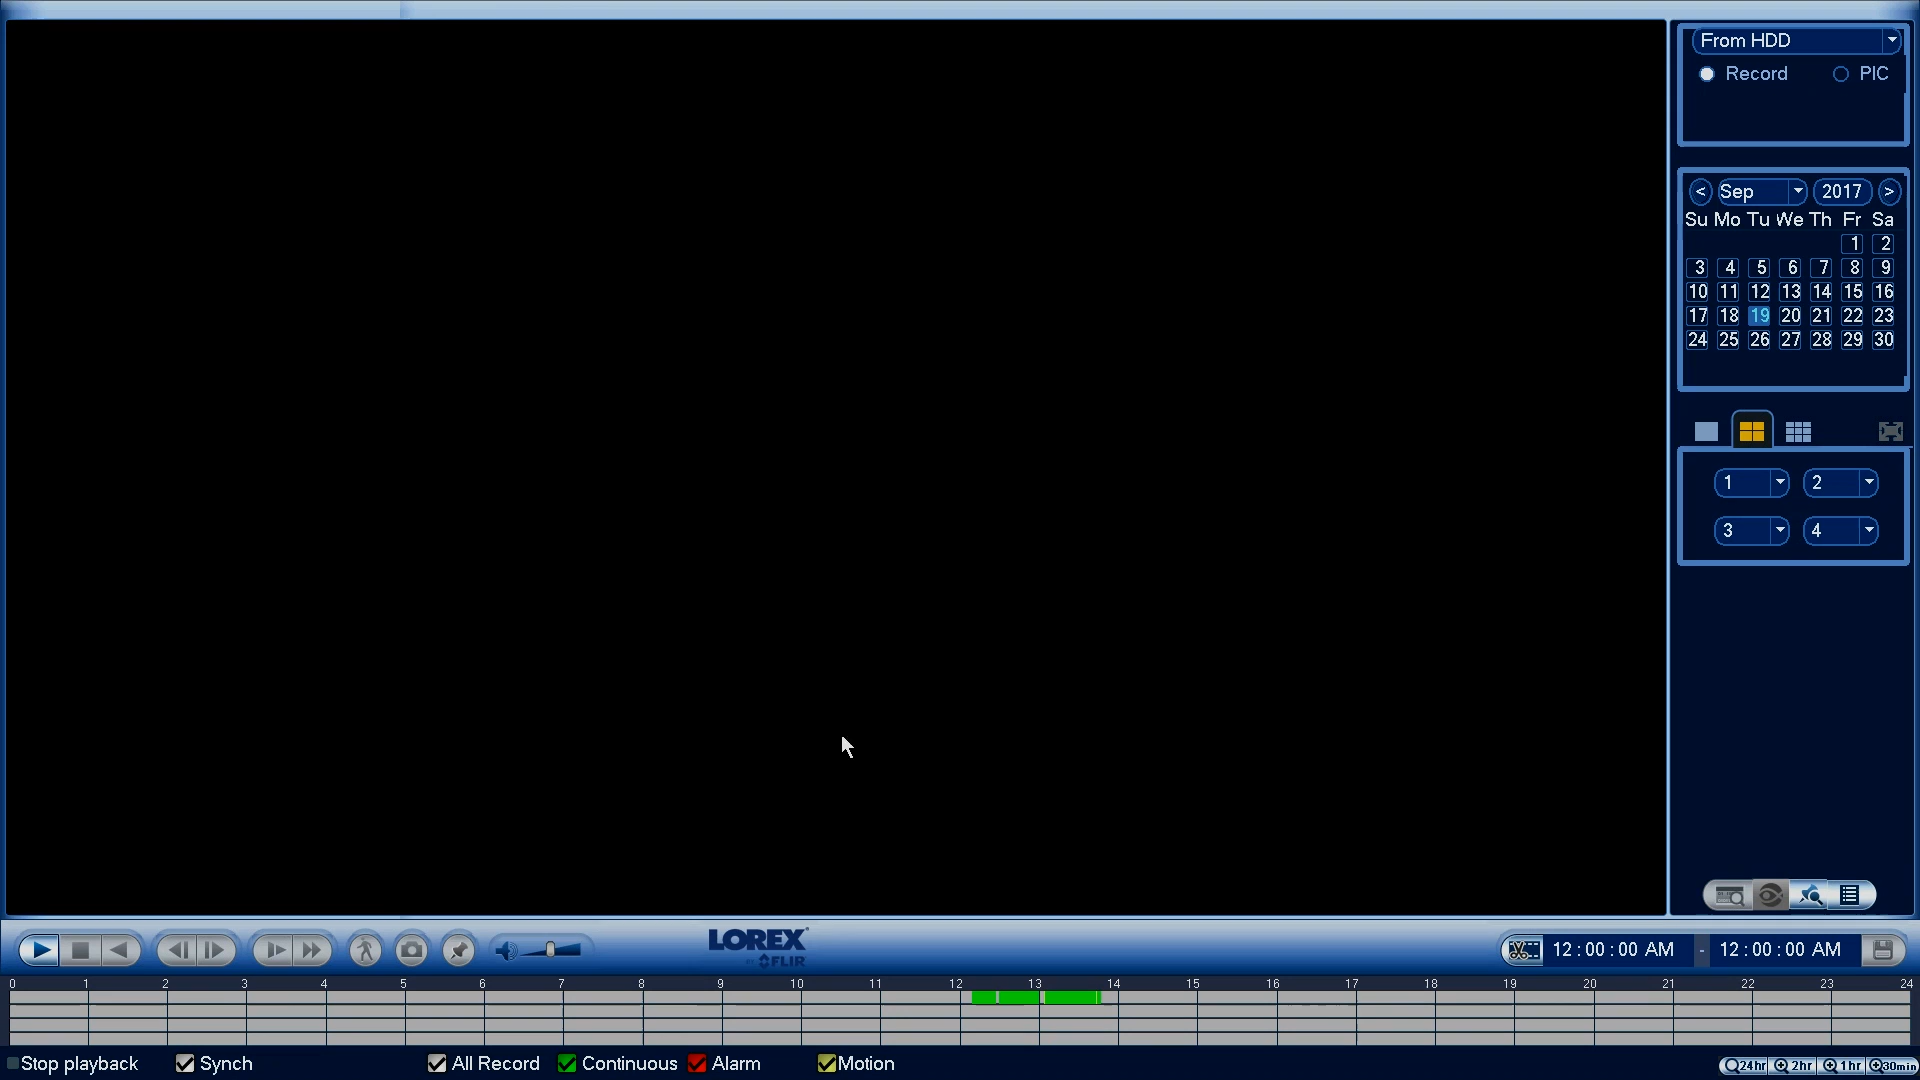 From HDD
Record PIC
< Sep 2017 >
Su Mo Tu We Th Fr Sa
1 2
3 4 5 6 7 8 9
10 11 12 13 14 15 16
17 18 19 20 21 22 23
24 25 26 27 28 29 30
1 2
3 4
LOREX
BY FLIR
12:00:00 AM - 12:00:00 AM
0 1 2 3 4 5 6 7 8 9 10 11 12 13 14 15 16 17 18 19 20 21 22 23 24
Stop playback Synch All Record Continuous Alarm Motion
24hr 2hr 1hr 30min